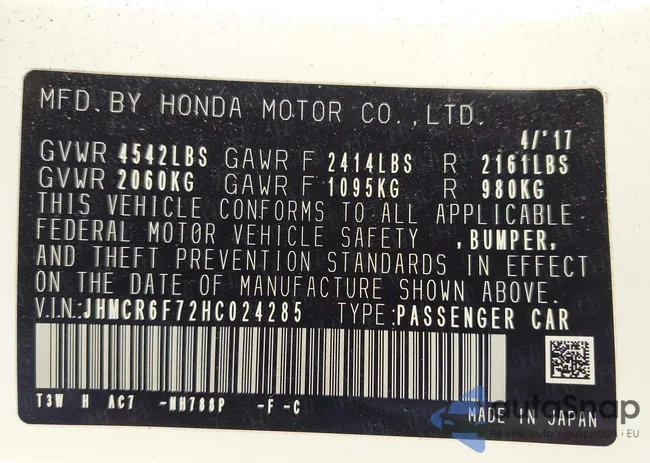 MFD. BY HONDA MOTOR CO., LTD.
4/'17
GVWR 4542LBS GAWR F 2414LBS R 2161LBS
GVWR 2060KG GAWR F 1095KG R 980KG
THIS VEHICLE CONFORMS TO ALL APPLICABLE
FEDERAL MOTOR VEHICLE SAFETY ,BUMPER,
AND THEFT PREVENTION STANDARDS IN EFFECT
ON THE DATE OF MANUFACTURE SHOWN ABOVE.
V.I.N.:JHMCR6F72HC024285 TYPE:PASSENGER CAR
T3W H AC7 -NH788P -F -C
MADE IN JAPAN
autaSnap